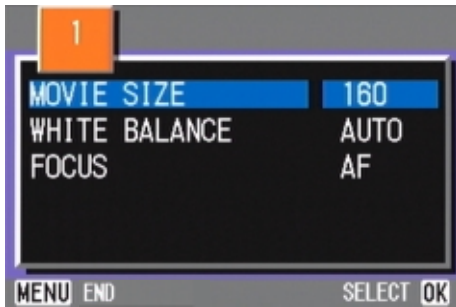 1
MOVIE SIZE 160
WHITE BALANCE AUTO
FOCUS AF
MENU END SELECT OK